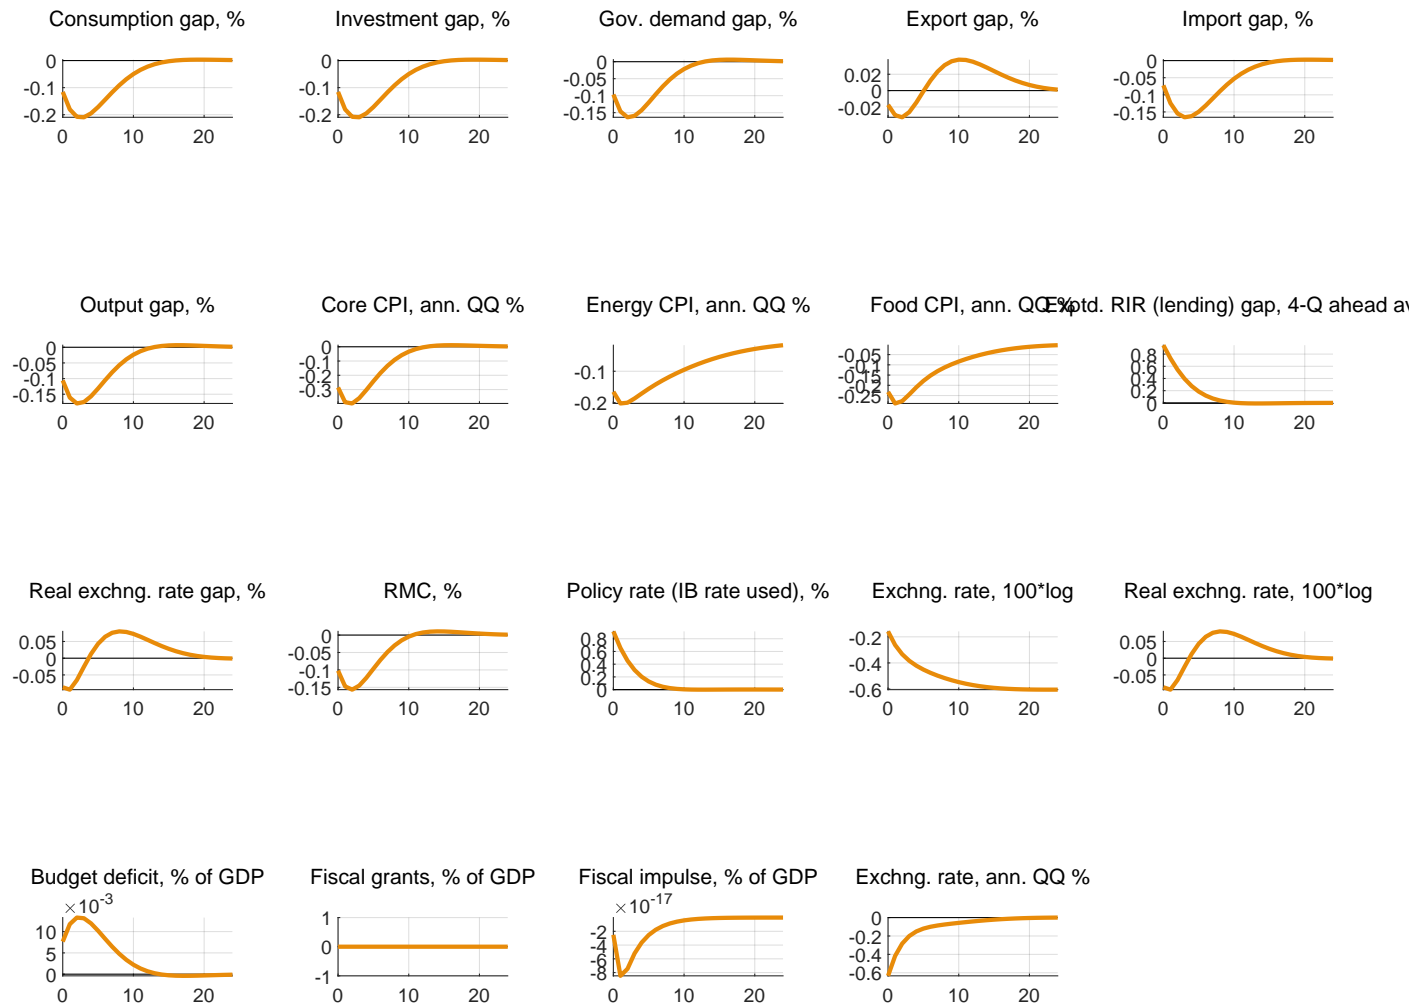 Consumption gap, %
Investment gap, %
Gov. demand gap, %
Export gap, %
Import gap, %
0
-0.1
-0.2
0 10 20
0
-0.1
-0.2
0 10 20
0
-0.05
-0.1
-0.15
0 10 20
0.02
0
-0.02
0 10 20
0
-0.05
-0.1
-0.15
0 10 20
Output gap, %
Core CPI, ann. QQ %
Energy CPI, ann. QQ %
Food CPI, ann. QQ %
Exptd. RIR (lending) gap, 4-Q ahead av
0
-0.05
-0.1
-0.15
0 10 20
0
-0.1
-0.2
-0.3
0 10 20
-0.1
-0.2
0 10 20
-0.05
-0.1
-0.15
-0.2
-0.25
0 10 20
0.8
0.6
0.4
0.2
0
0 10 20
Real exchng. rate gap, %
RMC, %
Policy rate (IB rate used), %
Exchng. rate, 100*log
Real exchng. rate, 100*log
0.05
0
-0.05
0 10 20
0
-0.05
-0.1
-0.15
0 10 20
0.8
0.6
0.4
0.2
0
0 10 20
-0.2
-0.4
-0.6
0 10 20
0.05
0
-0.05
0 10 20
Budget deficit, % of GDP
Fiscal grants, % of GDP
Fiscal impulse, % of GDP
Exchng. rate, ann. QQ %
×10⁻³
10
5
0
0 10 20
1
0
-1
0 10 20
×10⁻¹⁷
-2
-4
-6
-8
0 10 20
0
-0.2
-0.4
-0.6
0 10 20